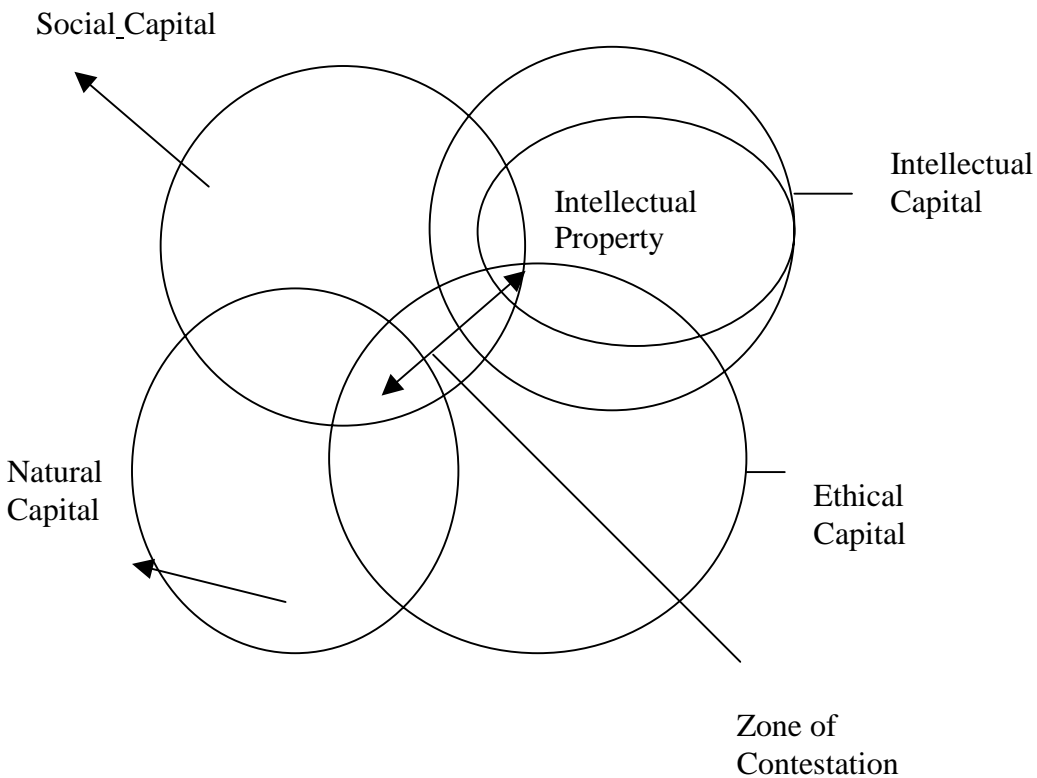 Social Capital
Intellectual
Capital
Intellectual
Property
Natural
Capital
Ethical
Capital
Zone of
Contestation